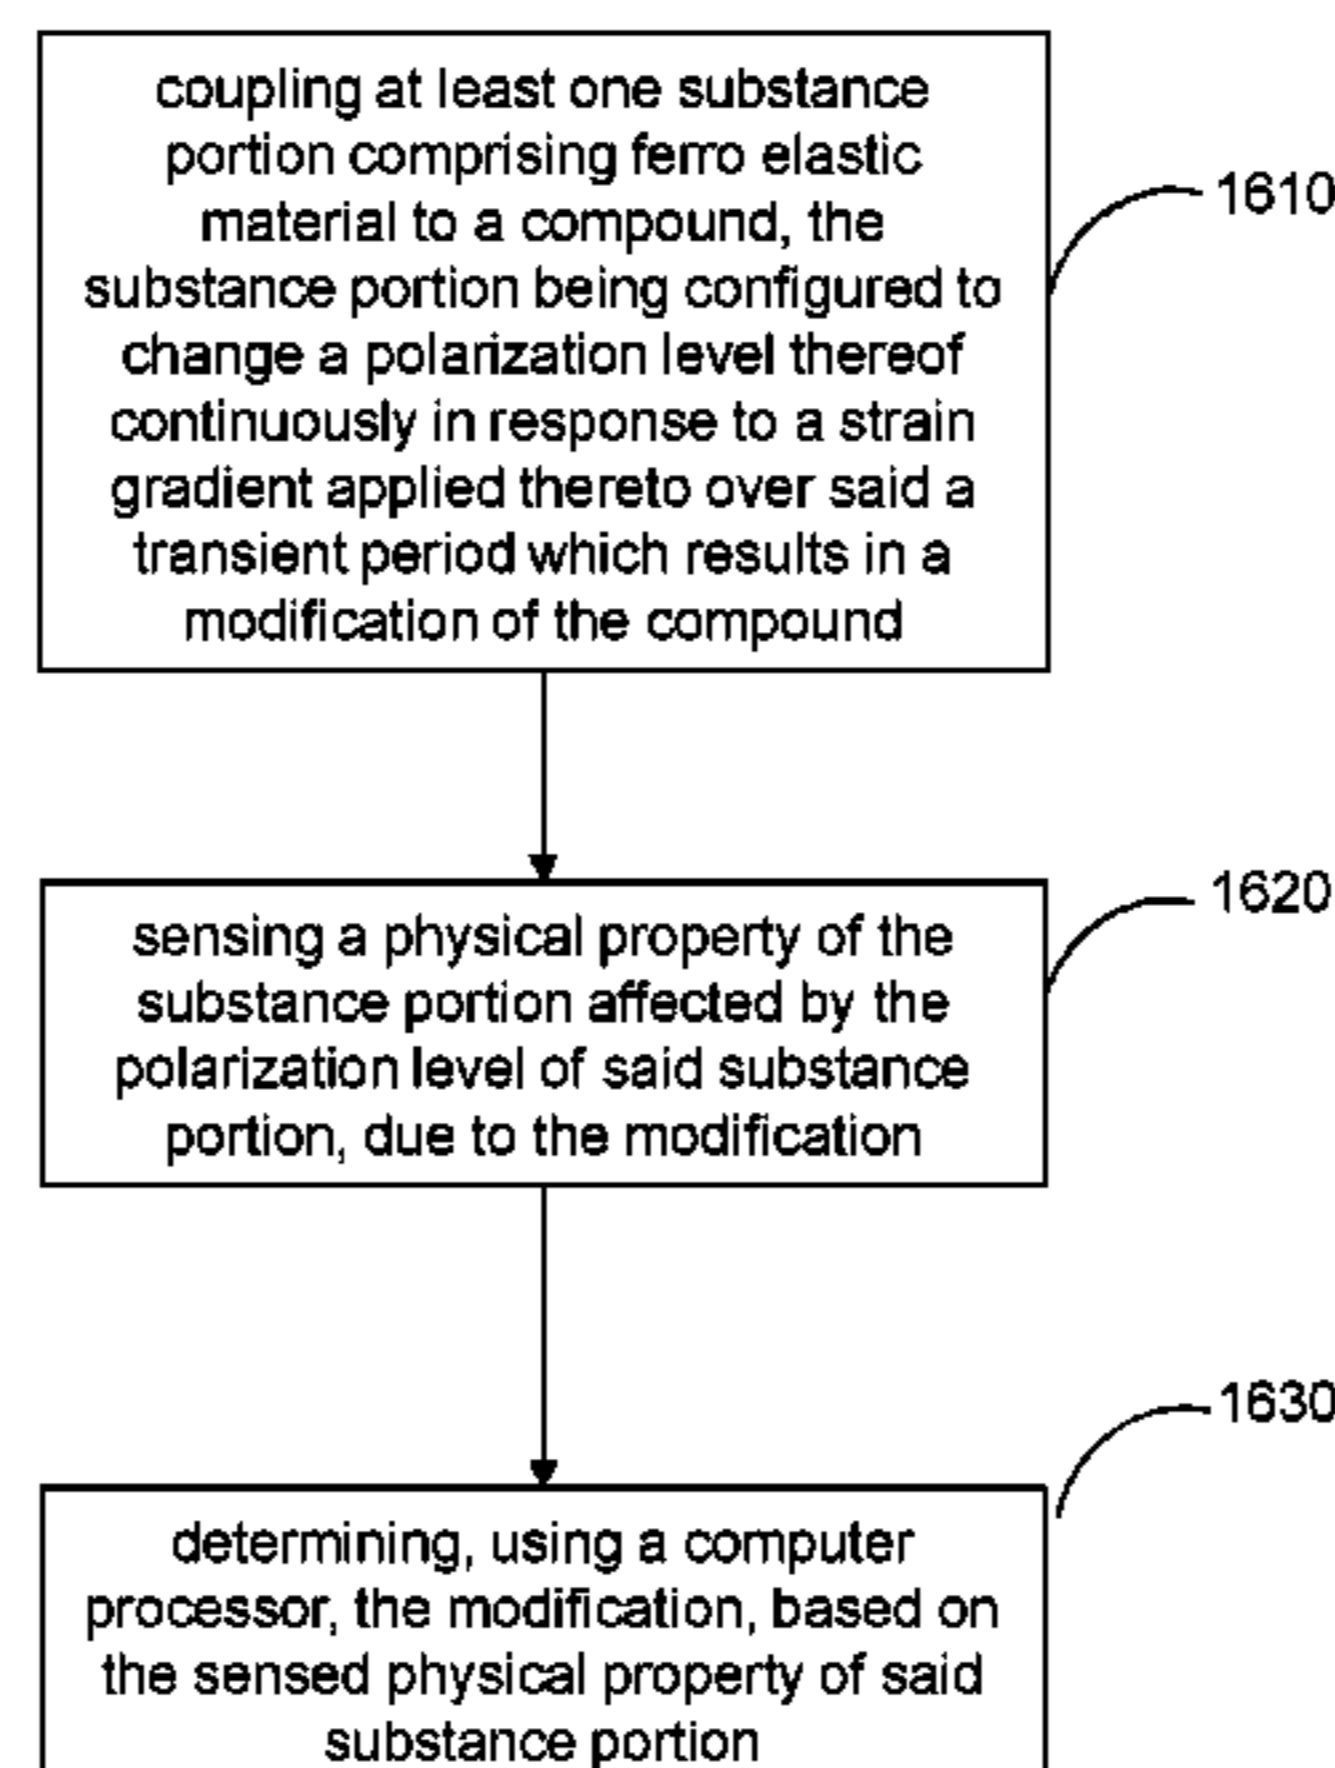 coupling at least one substance
portion comprising ferro elastic
material to a compound, the
substance portion being configured to
change a polarization level thereof
continuously in response to a strain
gradient applied thereto over said a
transient period which results in a
modification of the compound
1610
sensing a physical property of the
substance portion affected by the
polarization level of said substance
portion, due to the modification
1620
determining, using a computer
processor, the modification, based on
the sensed physical property of said
substance portion
1630